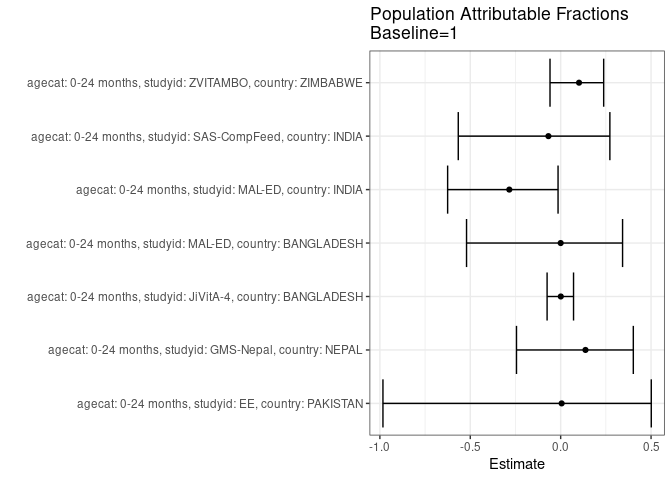 Population Attributable Fractions
Baseline=1
agecat: 0-24 months, studyid: ZVITAMBO, country: ZIMBABWE
agecat: 0-24 months, studyid: SAS-CompFeed, country: INDIA
agecat: 0-24 months, studyid: MAL-ED, country: INDIA
agecat: 0-24 months, studyid: MAL-ED, country: BANGLADESH
agecat: 0-24 months, studyid: JiVitA-4, country: BANGLADESH
agecat: 0-24 months, studyid: GMS-Nepal, country: NEPAL
agecat: 0-24 months, studyid: EE, country: PAKISTAN
-1.0 -0.5 0.0 0.5
Estimate